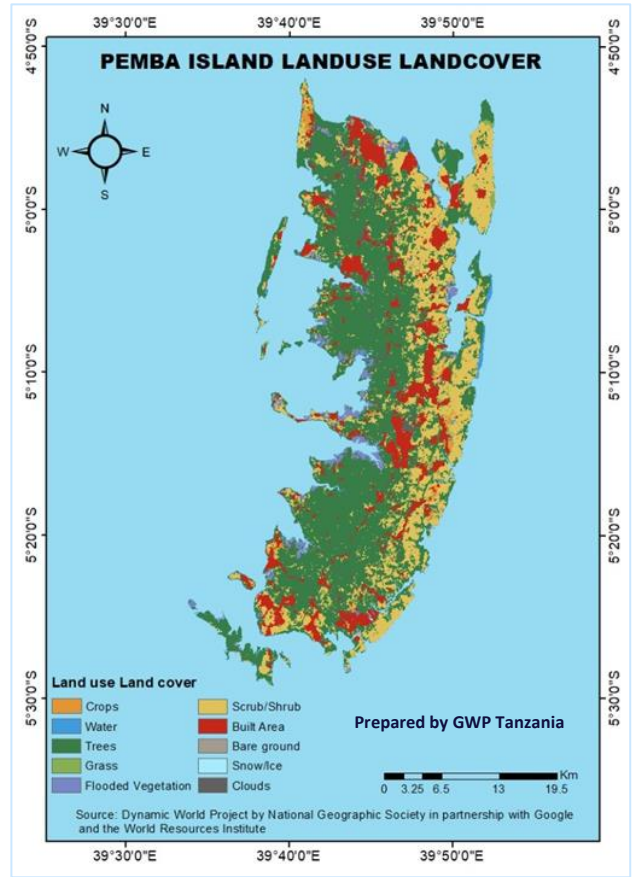 39°30'0"E 39°40'0"E 39°50'0"E
PEMBA ISLAND LANDUSE LANDCOVER
N
W E
S
4°50'0"S 4°50'0"S
5°0'0"S 5°0'0"S
5°10'0"S 5°10'0"S
5°20'0"S 5°20'0"S
5°30'0"S 5°30'0"S
Land use Land cover
Crops
Water
Trees
Grass
Flooded Vegetation
Scrub/Shrub
Built Area
Bare ground
Snow/Ice
Clouds
Prepared by GWP Tanzania
Km
0 3.25 6.5 13 19.5
Source: Dynamic World Project by National Geographic Society in partnership with Google
and the World Resources Institute
39°30'0"E 39°40'0"E 39°50'0"E